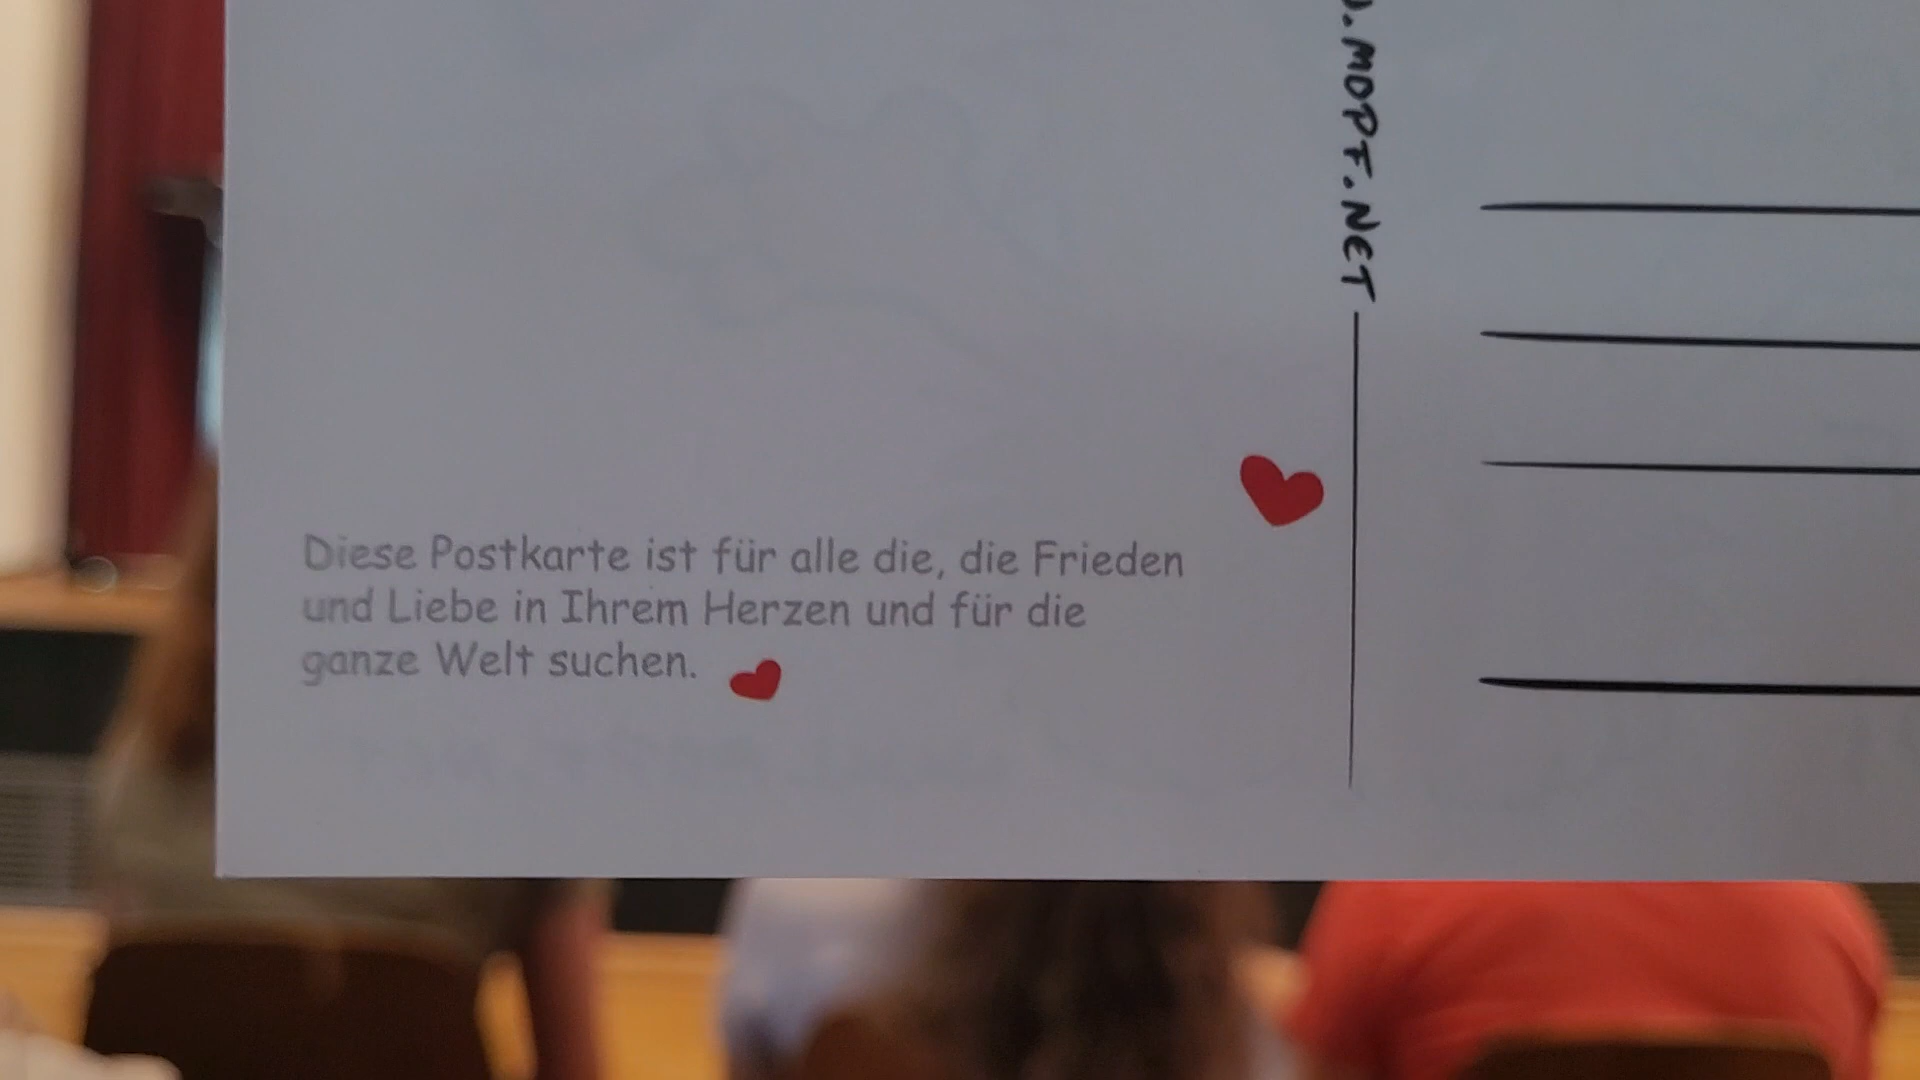 .MOPF.NET
Diese Postkarte ist für alle die, die Frieden
und Liebe in Ihrem Herzen und für die
ganze Welt suchen.